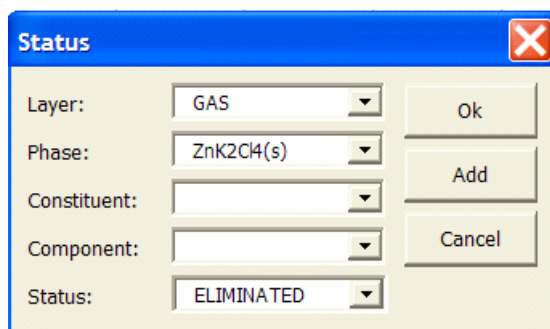 Status
Layer: GAS
Ok
Phase: ZnK2Cl4(s)
Add
Constituent:
Component:
Cancel
Status: ELIMINATED